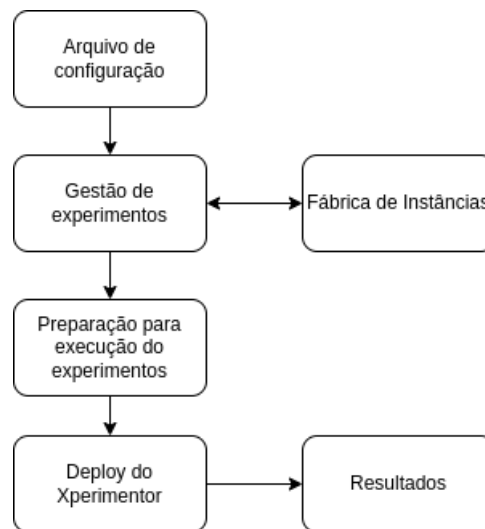 Arquivo de
configuração
Gestão de
experimentos
Fábrica de Instâncias
Preparação para
execução do
experimentos
Deploy do
Xperimentor
Resultados